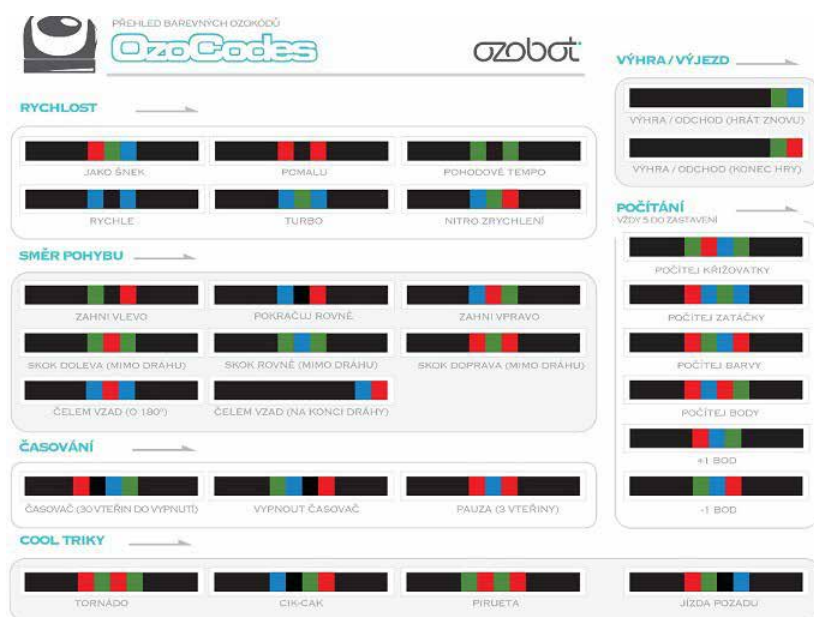 PŘEHLED BAREVNÝCH OZOKÓDŮ
OzoCodes
ozobot
RYCHLOST
JAKO ŠNEK
POMALU
POHODOVÉ TEMPO
RYCHLE
TURBO
NITRO ZRYCHLENÍ
SMĚR POHYBU
ZAHNI VLEVO
POKRAČUJ ROVNĚ
ZAHNI VPRAVO
SKOK DOLEVA (MIMO DRÁHU)
SKOK ROVNĚ (MIMO DRÁHU)
SKOK DOPRAVA (MIMO DRÁHU)
ČELEM VZAD (O 180°)
ČELEM VZAD (NA KONCI DRÁHY)
ČASOVÁNÍ
ČASOVAČ (30 VTEŘIN DO VYPNUTÍ)
VYPNOUT ČASOVAČ
PAUZA (3 VTEŘINY)
COOL TRIKY
TORNÁDO
CIK-CAK
PIRUETA
JÍZDA POZADU
VÝHRA / VÝJEZD
VÝHRA / ODCHOD (HRÁT ZNOVU)
VÝHRA / ODCHOD (KONEC HRY)
POČÍTÁNÍ
VŽDY 5 DO ZASTAVENÍ
POČÍTEJ KŘIŽOVATKY
POČÍTEJ ZATÁČKY
POČÍTEJ BARVY
POČÍTEJ BODY
+1 BOD
-1 BOD